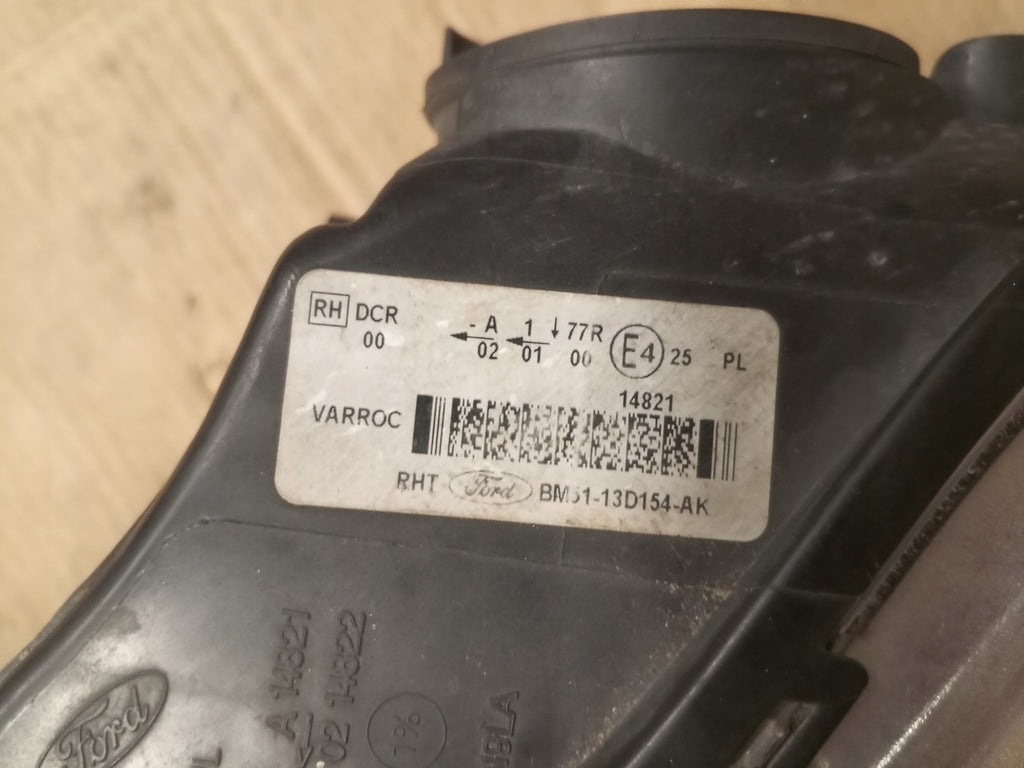 RH DCR - A 1 ↓ 77R E4 25 PL
00 02 01 00
14821
VARROC
RHT Ford BM51-13D154-AK
A 14821
02 14822
1%
Ford